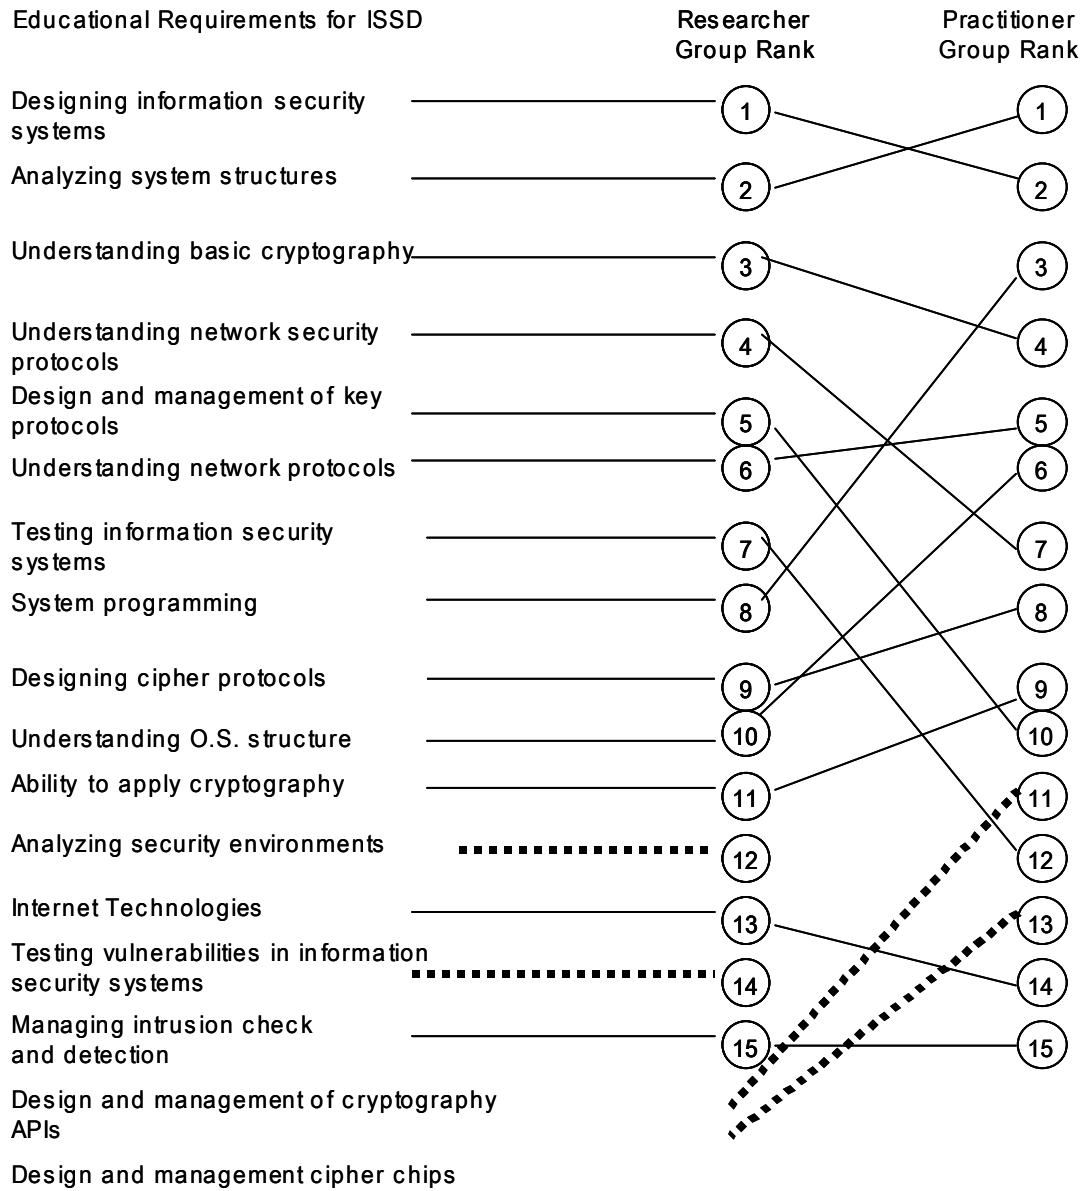 Educational Requirements for ISSD
Researcher
Group Rank
Practitioner
Group Rank
Designing information security
systems
1
1
Analyzing system structures
2
2
Understanding basic cryptography
3
3
Understanding network security
protocols
4
4
Design and management of key
protocols
5
5
Understanding network protocols
6
6
Testing information security
systems
7
7
System programming
8
8
Designing cipher protocols
9
9
Understanding O.S. structure
10
10
Ability to apply cryptography
11
11
Analyzing security environments
12
12
Internet Technologies
13
13
Testing vulnerabilities in information
security systems
14
14
Managing intrusion check
and detection
15
15
Design and management of cryptography
APIs
Design and management cipher chips